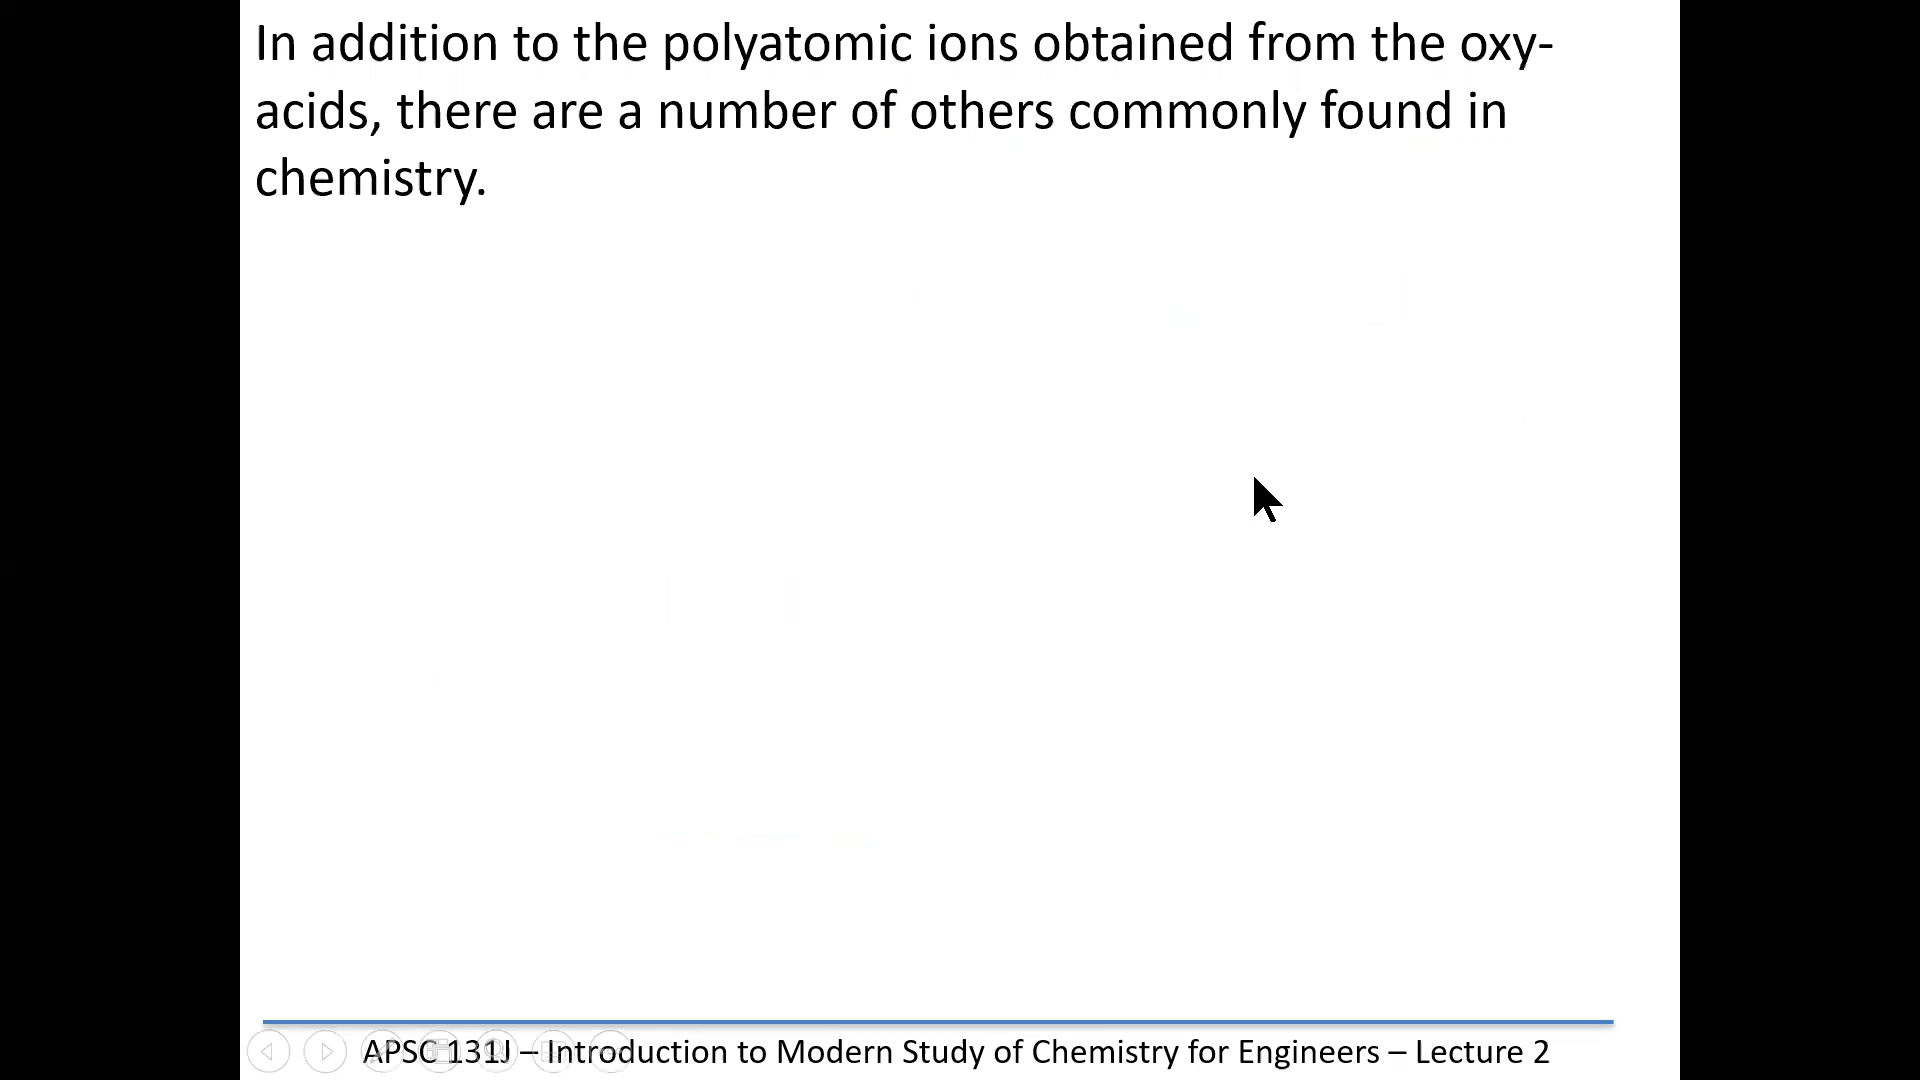 In addition to the polyatomic ions obtained from the oxy-
acids, there are a number of others commonly found in
chemistry.
APSC 131J – Introduction to Modern Study of Chemistry for Engineers – Lecture 2